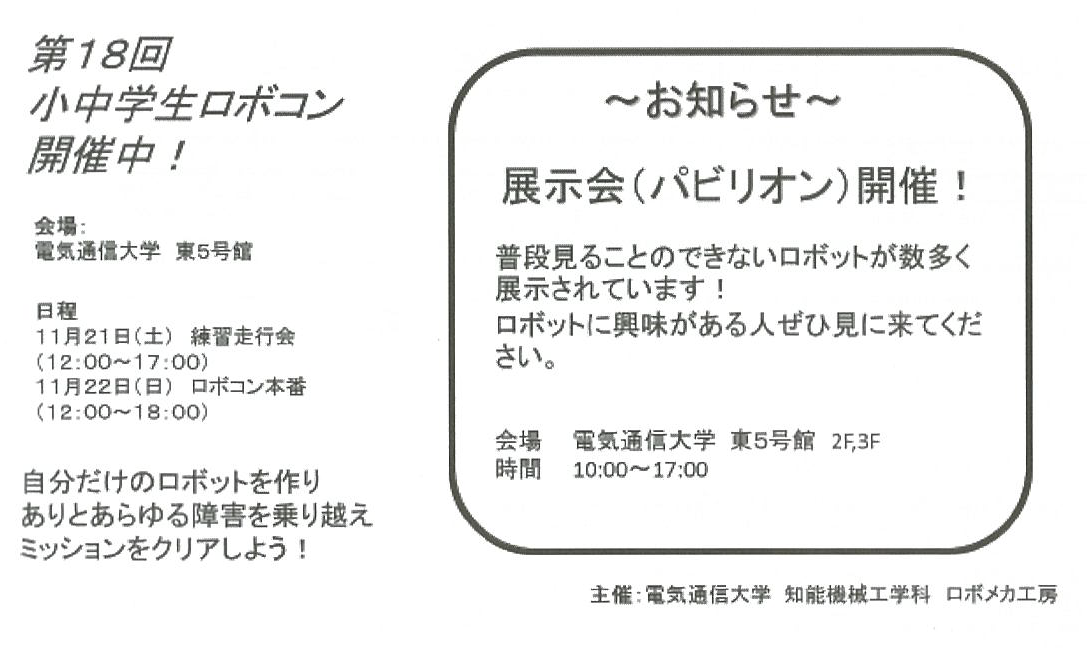 第18回
小中学生ロボコン
開催中！
会場：
電気通信大学　東５号館
日程
11月21日（土）　練習走行会
（12：00～17：00）
11月22日（日）　ロボコン本番
（12：00～18：00）
自分だけのロボットを作り
ありとあらゆる障害を乗り越え
ミッションをクリアしよう！
～お知らせ～
展示会（パビリオン）開催！
普段見ることのできないロボットが数多く
展示されています！
ロボットに興味がある人ぜひ見に来てくだ
さい。
会場　電気通信大学　東５号館　2F,3F
時間　10:00～17:00
主催：電気通信大学　知能機械工学科　ロボメカ工房